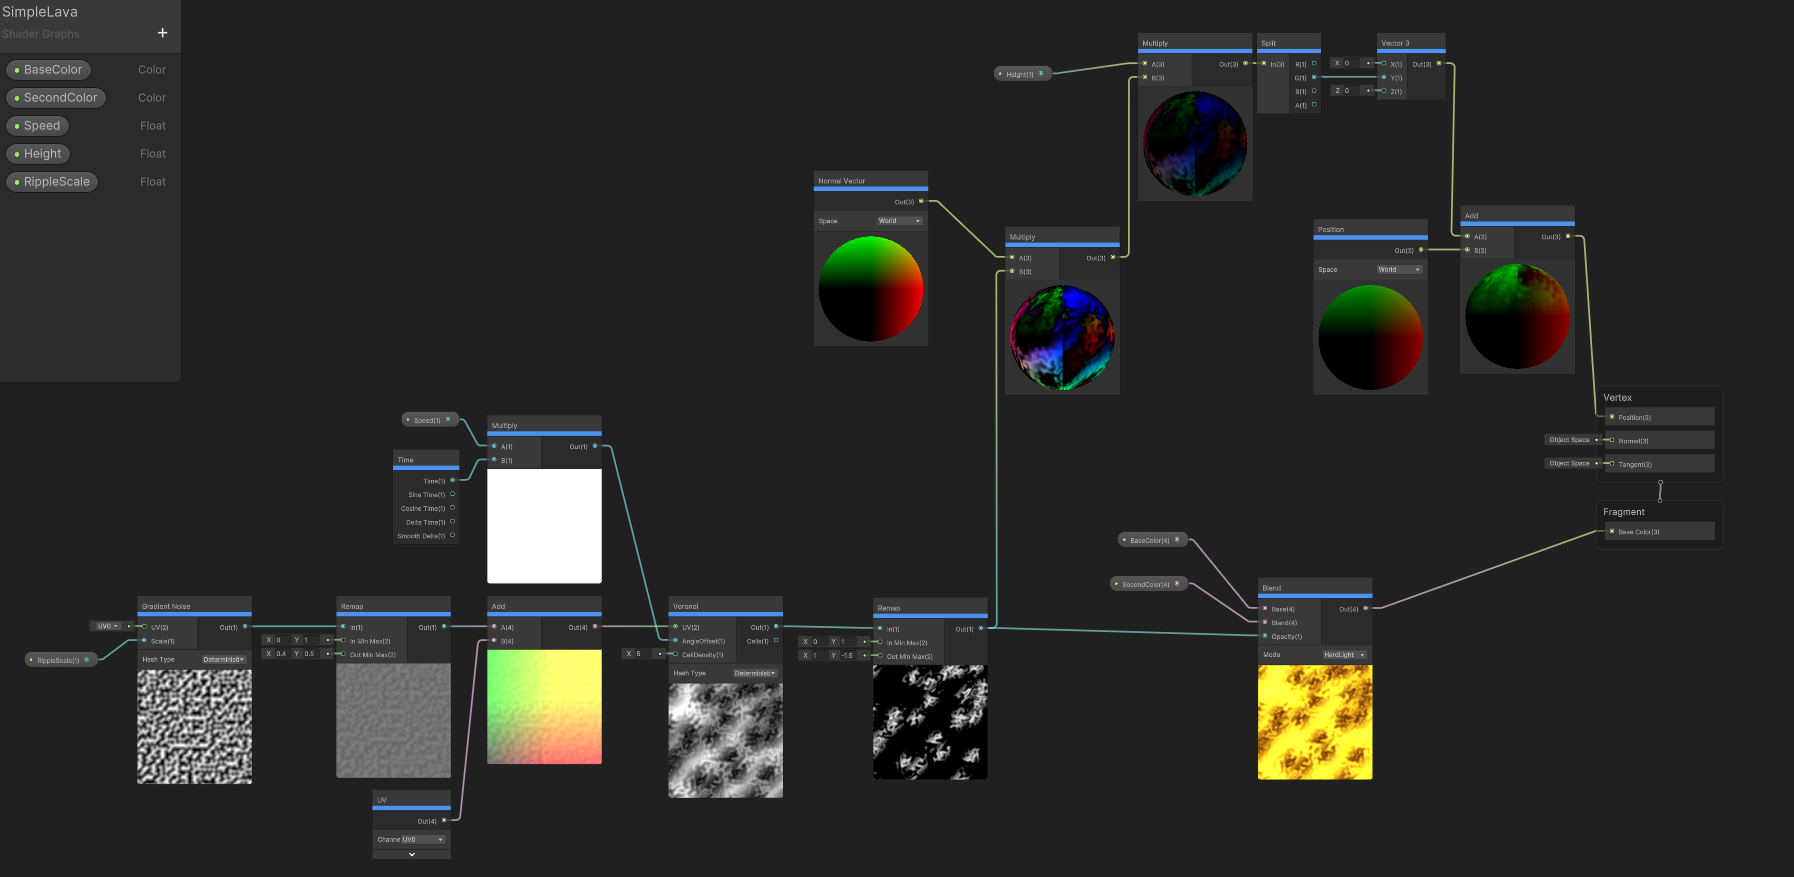 SimpleLava
Shader Graphs
+
BaseColor Color
SecondColor Color
Speed Float
Height Float
RippleScale Float
Height(1)
Multiply
A(3) Out(3)
B(3)
Split
In(3) R(1)
G(1)
B(1)
A(1)
X 0
Z 0
Vector 3
X(1) Out(3)
Y(1)
Z(1)
Normal Vector
Out(3)
Space World
Multiply
A(3) Out(3)
B(3)
Position
Out(3)
Space World
Add
A(3) Out(3)
B(3)
Vertex
Position(3)
Object Space Normal(3)
Object Space Tangent(3)
Fragment
Base Color(3)
Speed(1)
Time
Time(1)
Sine Time(1)
Cosine Time(1)
Delta Time(1)
Smooth Delta(1)
Multiply
A(1) Out(1)
B(1)
BaseColor(4)
SecondColor(4)
Blend
Base(4) Out(4)
Blend(4)
Opacity(1)
Mode HardLight
RippleScale(1)
UV0
Gradient Noise
UV(2) Out(1)
Scale(1)
Hash Type Deterministi
Remap
In(1) Out(1)
X 0 Y 1 In Min Max(2)
X 0.4 Y 0.5 Out Min Max(2)
Add
A(4) Out(4)
B(4)
UV
Out(4)
Channe UV0
Voronoi
UV(2) Out(1)
AngleOffset(1) Cells(1)
X 5 CellDensity(1)
Hash Type Deterministi
Remap
In(1) Out(1)
X 0 Y 1 In Min Max(2)
X 1 Y -1.5 Out Min Max(2)